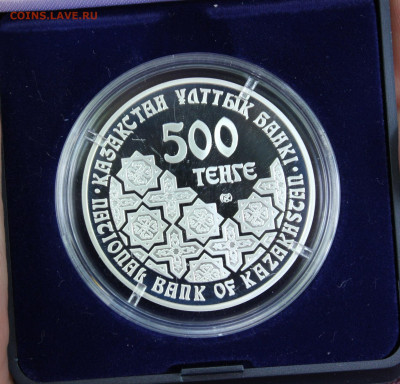 COINS.LAVE.RU
ҚАЗАҚСТАН ҰЛТТЫҚ БАНКІ
500
ТЕҢГЕ
NATIONAL BANK OF KAZAKHSTAN